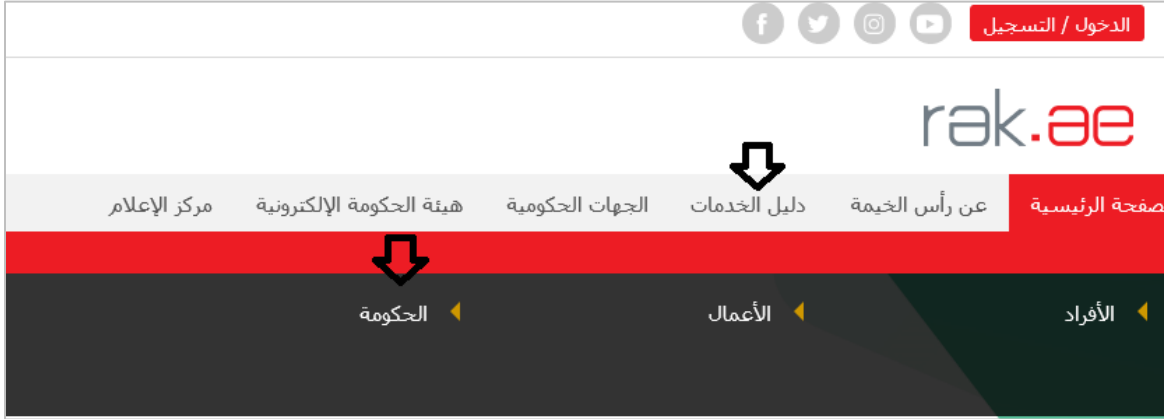 الدخول / التسجيل
rak.ae
صفحة الرئيسية عن رأس الخيمة دليل الخدمات الجهات الحكومية هيئة الحكومة الإلكترونية مركز الإعلام
الأفراد الأعمال الحكومة